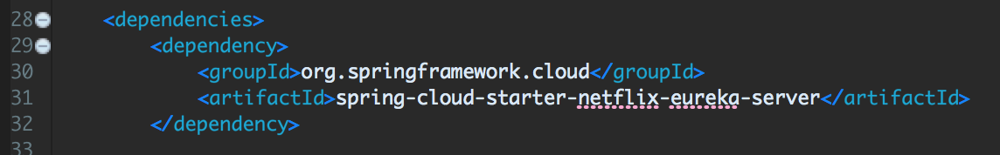 28 <dependencies>
29 <dependency>
30 <groupId>org.springframework.cloud</groupId>
31 <artifactId>spring-cloud-starter-netflix-eureka-server</artifactId>
32 </dependency>
33